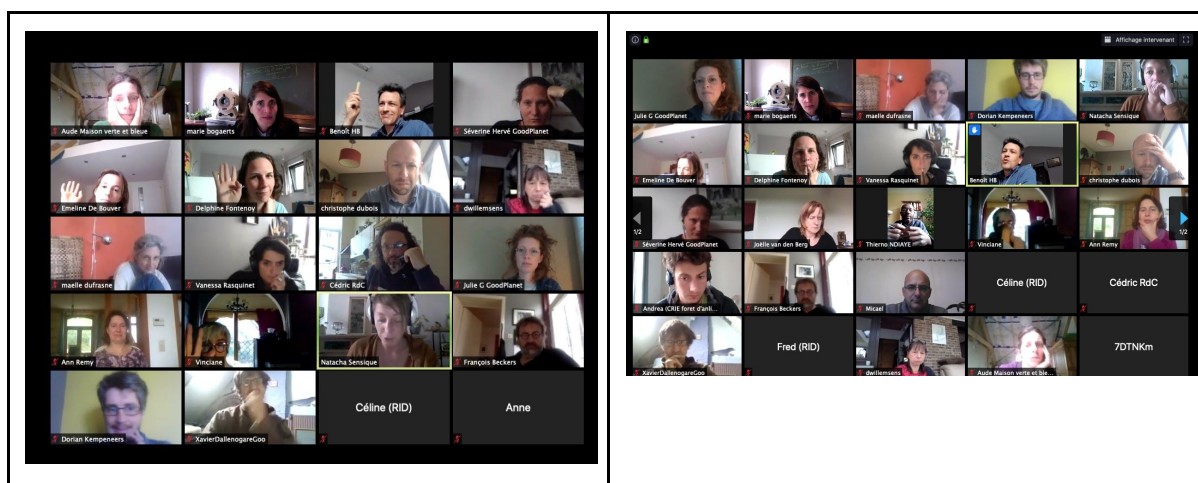 Aude Maison verte et bleue
marie bogaerts
Benoît HB
Séverine Hervé GoodPlanet
Emeline De Bouver
Delphine Fontenoy
christophe dubois
dwillemsens
maelle dufrasne
Vanessa Rasquinet
Cédric RdC
Julie G GoodPlanet
Ann Remy
Vinciane
Natacha Sensique
François Beckers
Dorian Kempeneers
XavierDallenogareGoo
Céline (RID)
Anne
Affichage intervenant
Julie G GoodPlanet
marie bogaerts
maelle dufrasne
Dorian Kempeneers
Natacha Sensique
Emeline De Bouver
Delphine Fontenoy
Vanessa Rasquinet
Benoît HB
christophe dubois
1/2
1/2
Séverine Hervé GoodPlanet
Joëlle van den Berg
Thierno NDIAYE
Vinciane
Ann Remy
Andrea (CRIE foret d'anli...
François Beckers
Micael
Céline (RID)
Cédric RdC
XavierDallenogareGoo
Fred (RID)
dwillemsens
Aude Maison verte et ble...
7DTNKm